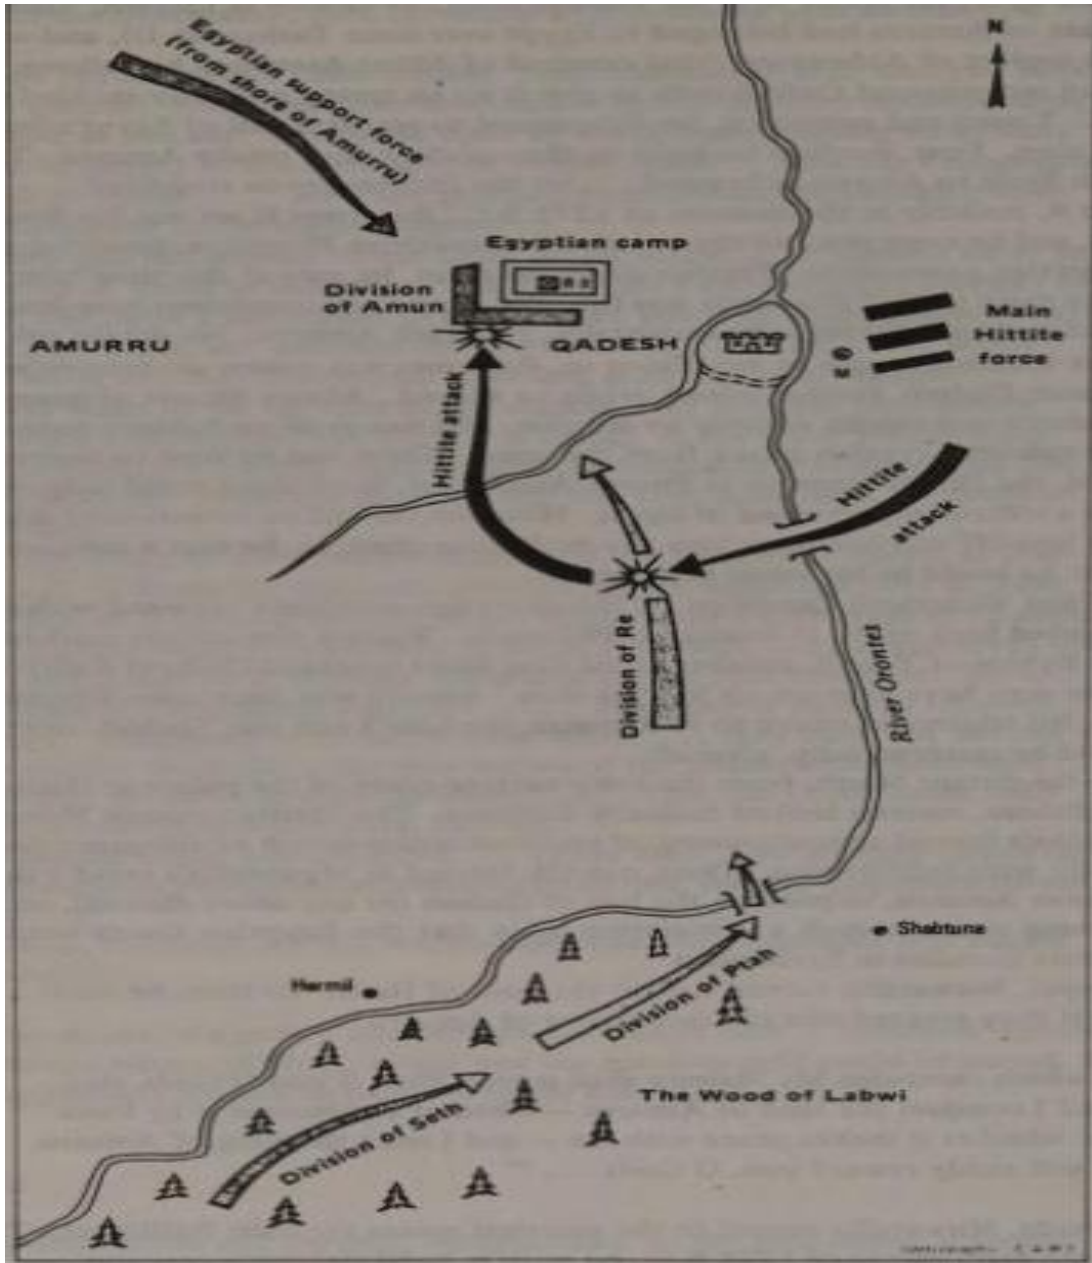 Egyptian support force
(from shore of Amurru)
N
Egyptian camp
Division
of Amun
AMURRU
QADESH
Main
Hittite
force
M
Hittite attack
Hittite
attack
Division of Re
River Orontes
Shabtuna
Hermil
Division of Ptah
The Wood of Labwi
Division of Seth